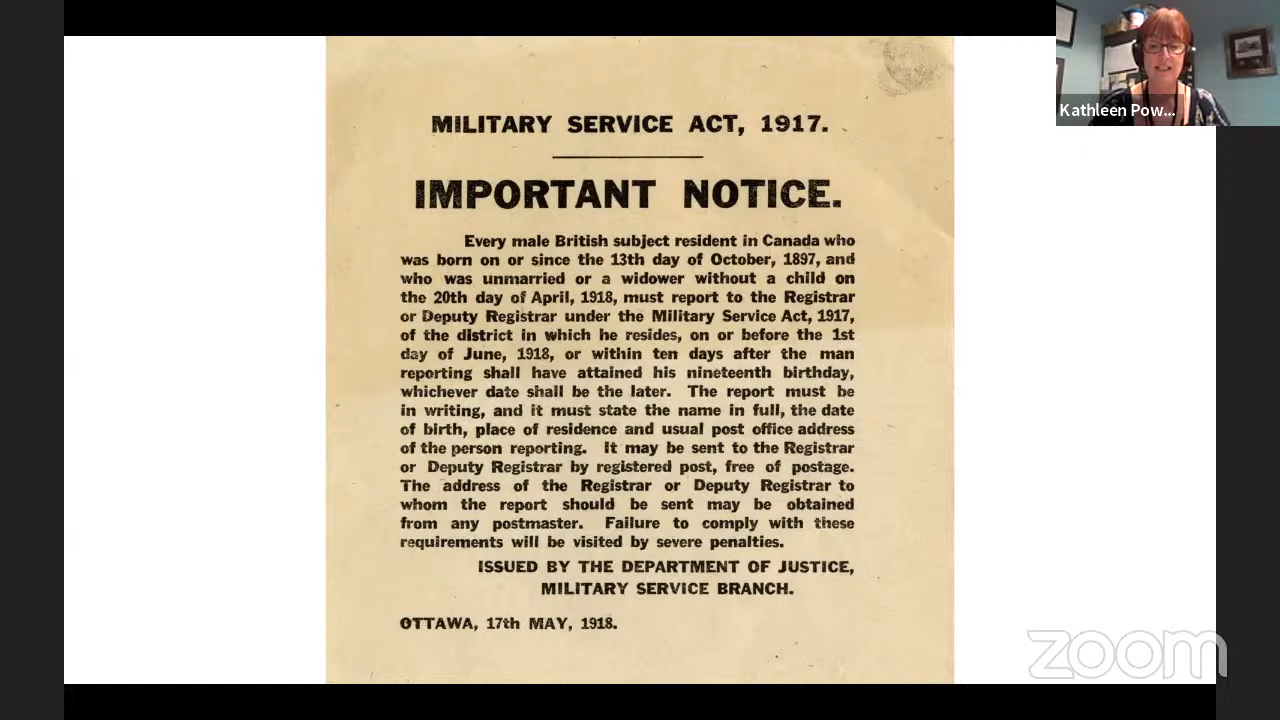 MILITARY SERVICE ACT, 1917.
IMPORTANT NOTICE.
Every male British subject resident in Canada who
was born on or since the 13th day of October, 1897, and
who was unmarried or a widower without a child on
the 20th day of April, 1918, must report to the Registrar
or Deputy Registrar under the Military Service Act, 1917,
of the district in which he resides, on or before the 1st
day of June, 1918, or within ten days after the man
reporting shall have attained his nineteenth birthday,
whichever date shall be the later. The report must be
in writing, and it must state the name in full, the date
of birth, place of residence and usual post office address
of the person reporting. It may be sent to the Registrar
or Deputy Registrar by registered post, free of postage.
The address of the Registrar or Deputy Registrar to
whom the report should be sent may be obtained
from any postmaster. Failure to comply with these
requirements will be visited by severe penalties.
ISSUED BY THE DEPARTMENT OF JUSTICE,
MILITARY SERVICE BRANCH.
OTTAWA, 17th MAY, 1918.
Kathleen Pow...
zoom